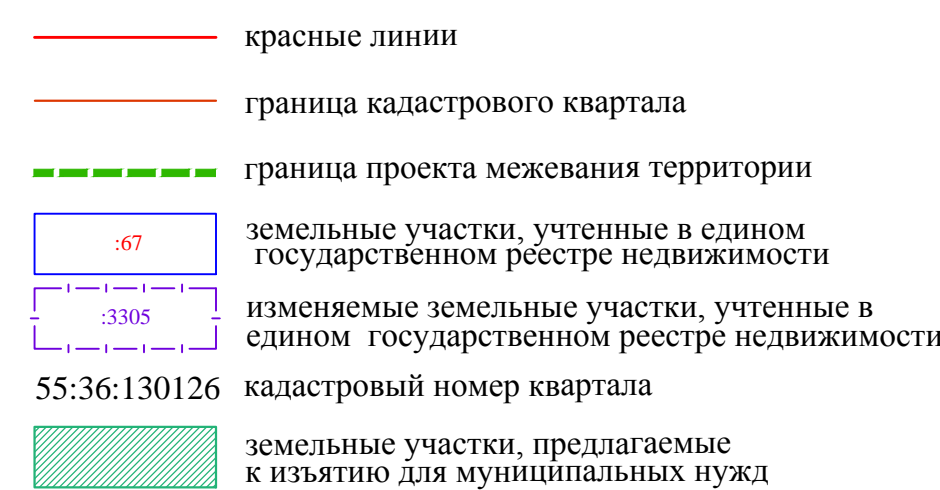 красные линии
граница кадастрового квартала
граница проекта межевания территории
:67
земельные участки, учтенные в едином
государственном реестре недвижимости
:3305
изменяемые земельные участки, учтенные в
едином государственном реестре недвижимости
55:36:130126 кадастровый номер квартала
земельные участки, предлагаемые
к изъятию для муниципальных нужд